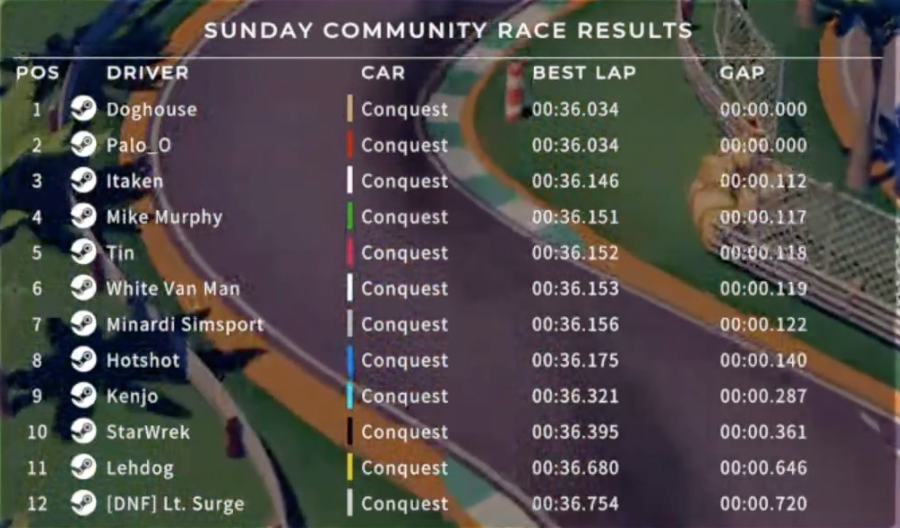 SUNDAY COMMUNITY RACE RESULTS
POS DRIVER CAR BEST LAP GAP
1 Doghouse Conquest 00:36.034 00:00.000
2 Palo_O Conquest 00:36.034 00:00.000
3 Itaken Conquest 00:36.146 00:00.112
4 Mike Murphy Conquest 00:36.151 00:00.117
5 Tin Conquest 00:36.152 00:00.118
6 White Van Man Conquest 00:36.153 00:00.119
7 Minardi Simsport Conquest 00:36.156 00:00.122
8 Hotshot Conquest 00:36.175 00:00.140
9 Kenjo Conquest 00:36.321 00:00.287
10 StarWrek Conquest 00:36.395 00:00.361
11 Lehdog Conquest 00:36.680 00:00.646
12 [DNF] Lt. Surge Conquest 00:36.754 00:00.720